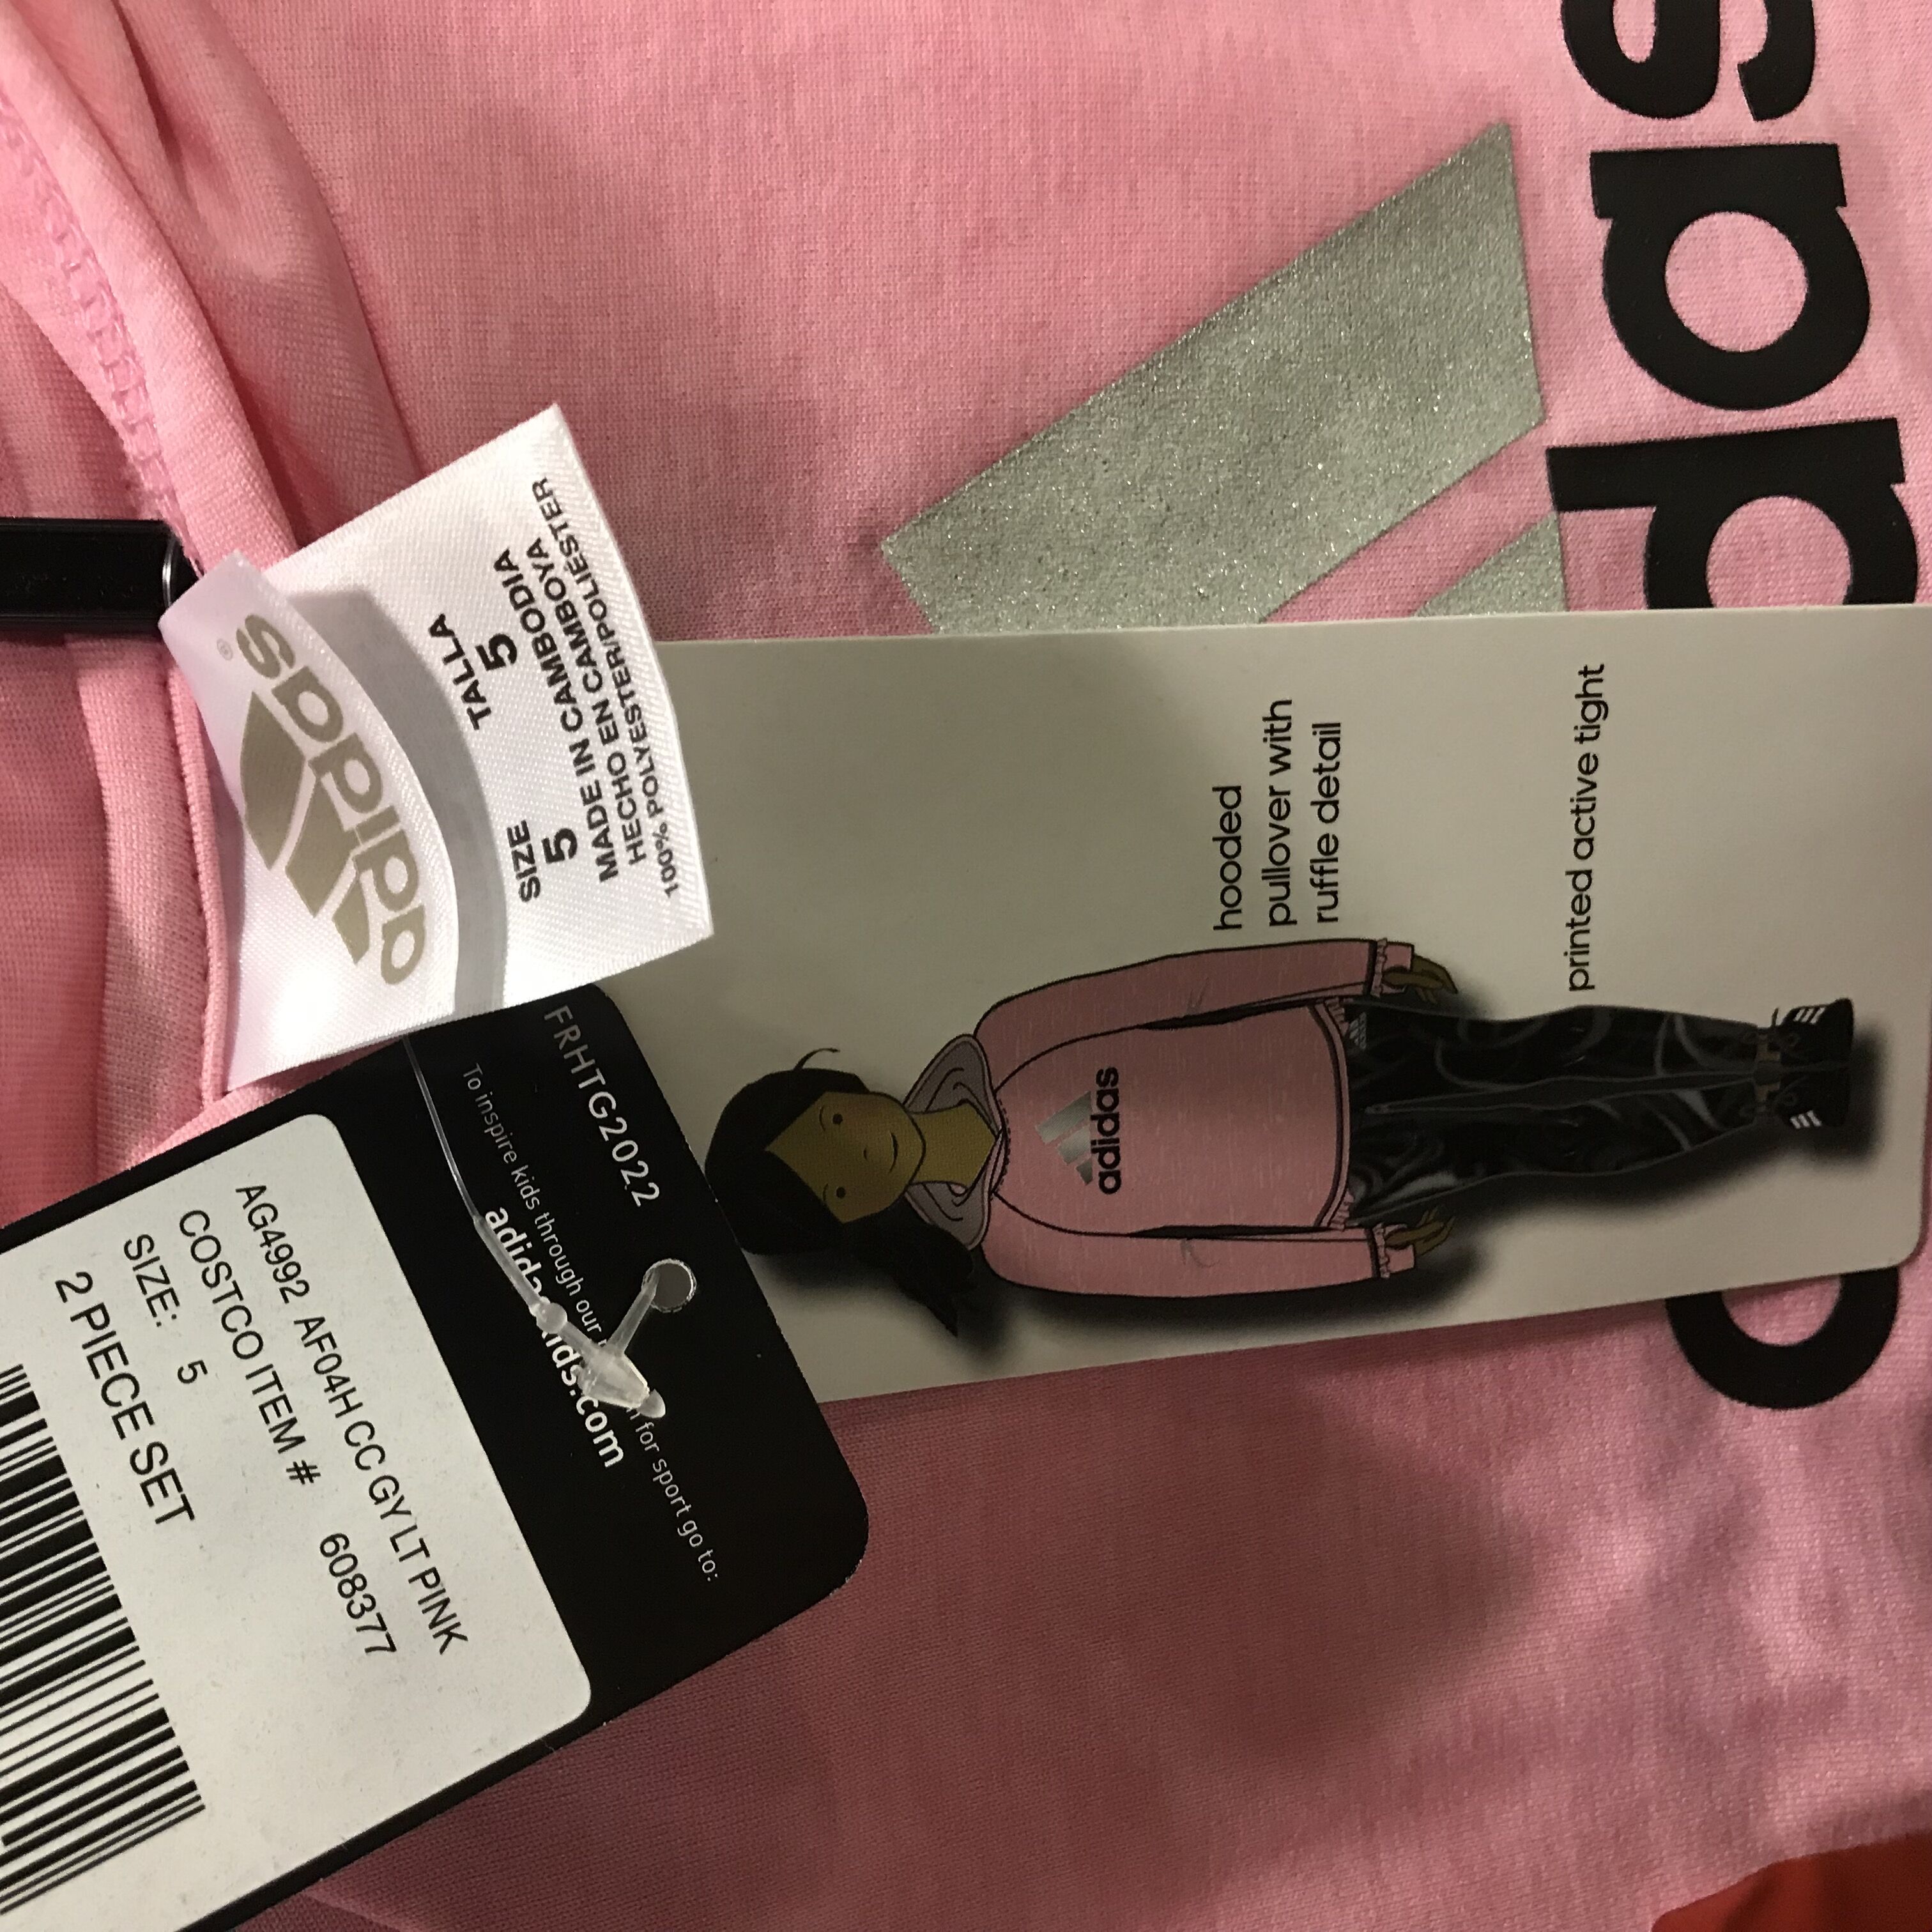 adidas
adidas®
SIZE TALLA
5 5
MADE IN CAMBODIA
HECHO EN CAMBOYA
100% POLYESTER/POLIÉSTER
hooded
pullover with
ruffle detail
printed active tight
adidas
FRHTG2022
To inspire kids through our for sport go to:
AG4992 AF04H CC GY LT PINK
COSTCO ITEM # 608377
SIZE: 5
2 PIECE SET